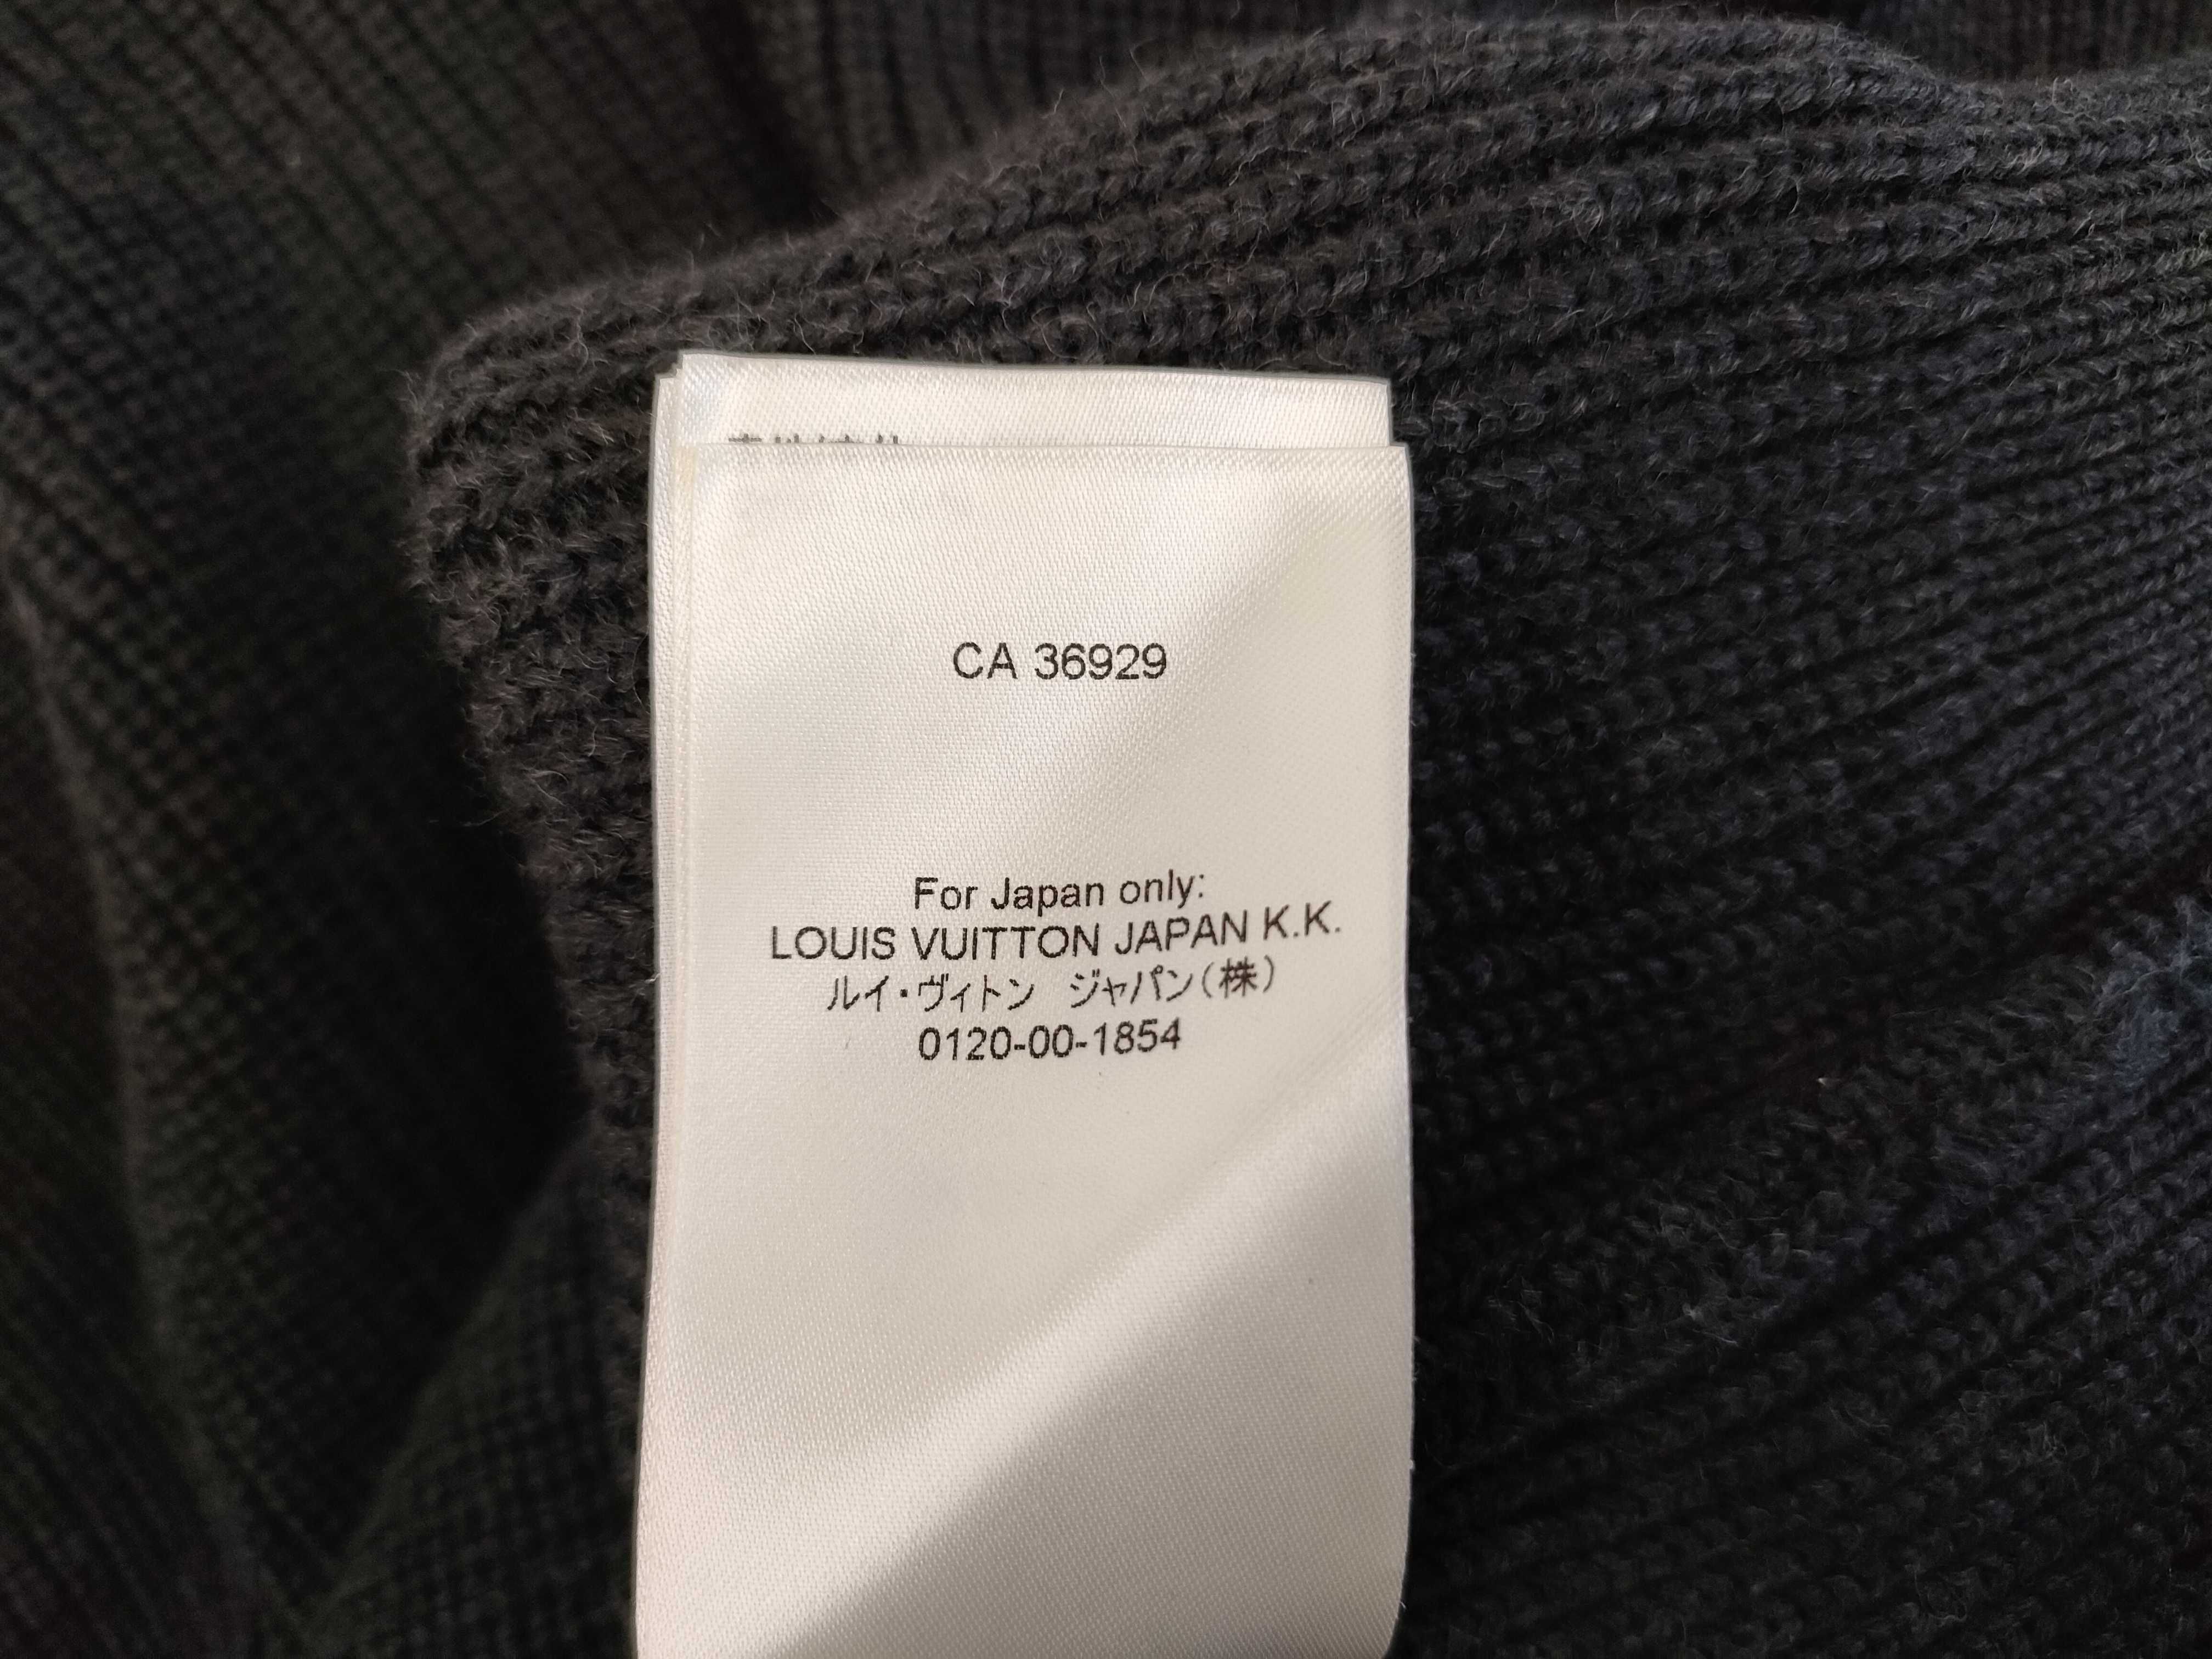 CA 36929
For Japan only:
LOUIS VUITTON JAPAN K.K.
ルイ・ヴィトン ジャパン(株)
0120-00-1854